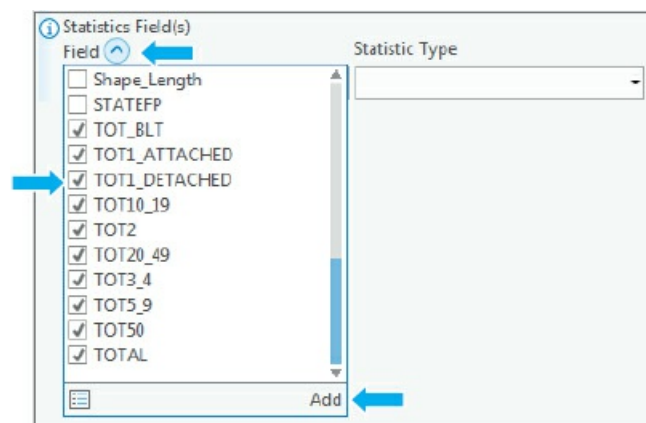 Statistics Field(s)
Field
Statistic Type
Shape_Length
STATEFP
TOT_BLT
TOT1_ATTACHED
TOT1_DETACHED
TOT10_19
TOT2
TOT20_49
TOT3_4
TOT5_9
TOT50
TOTAL
Add